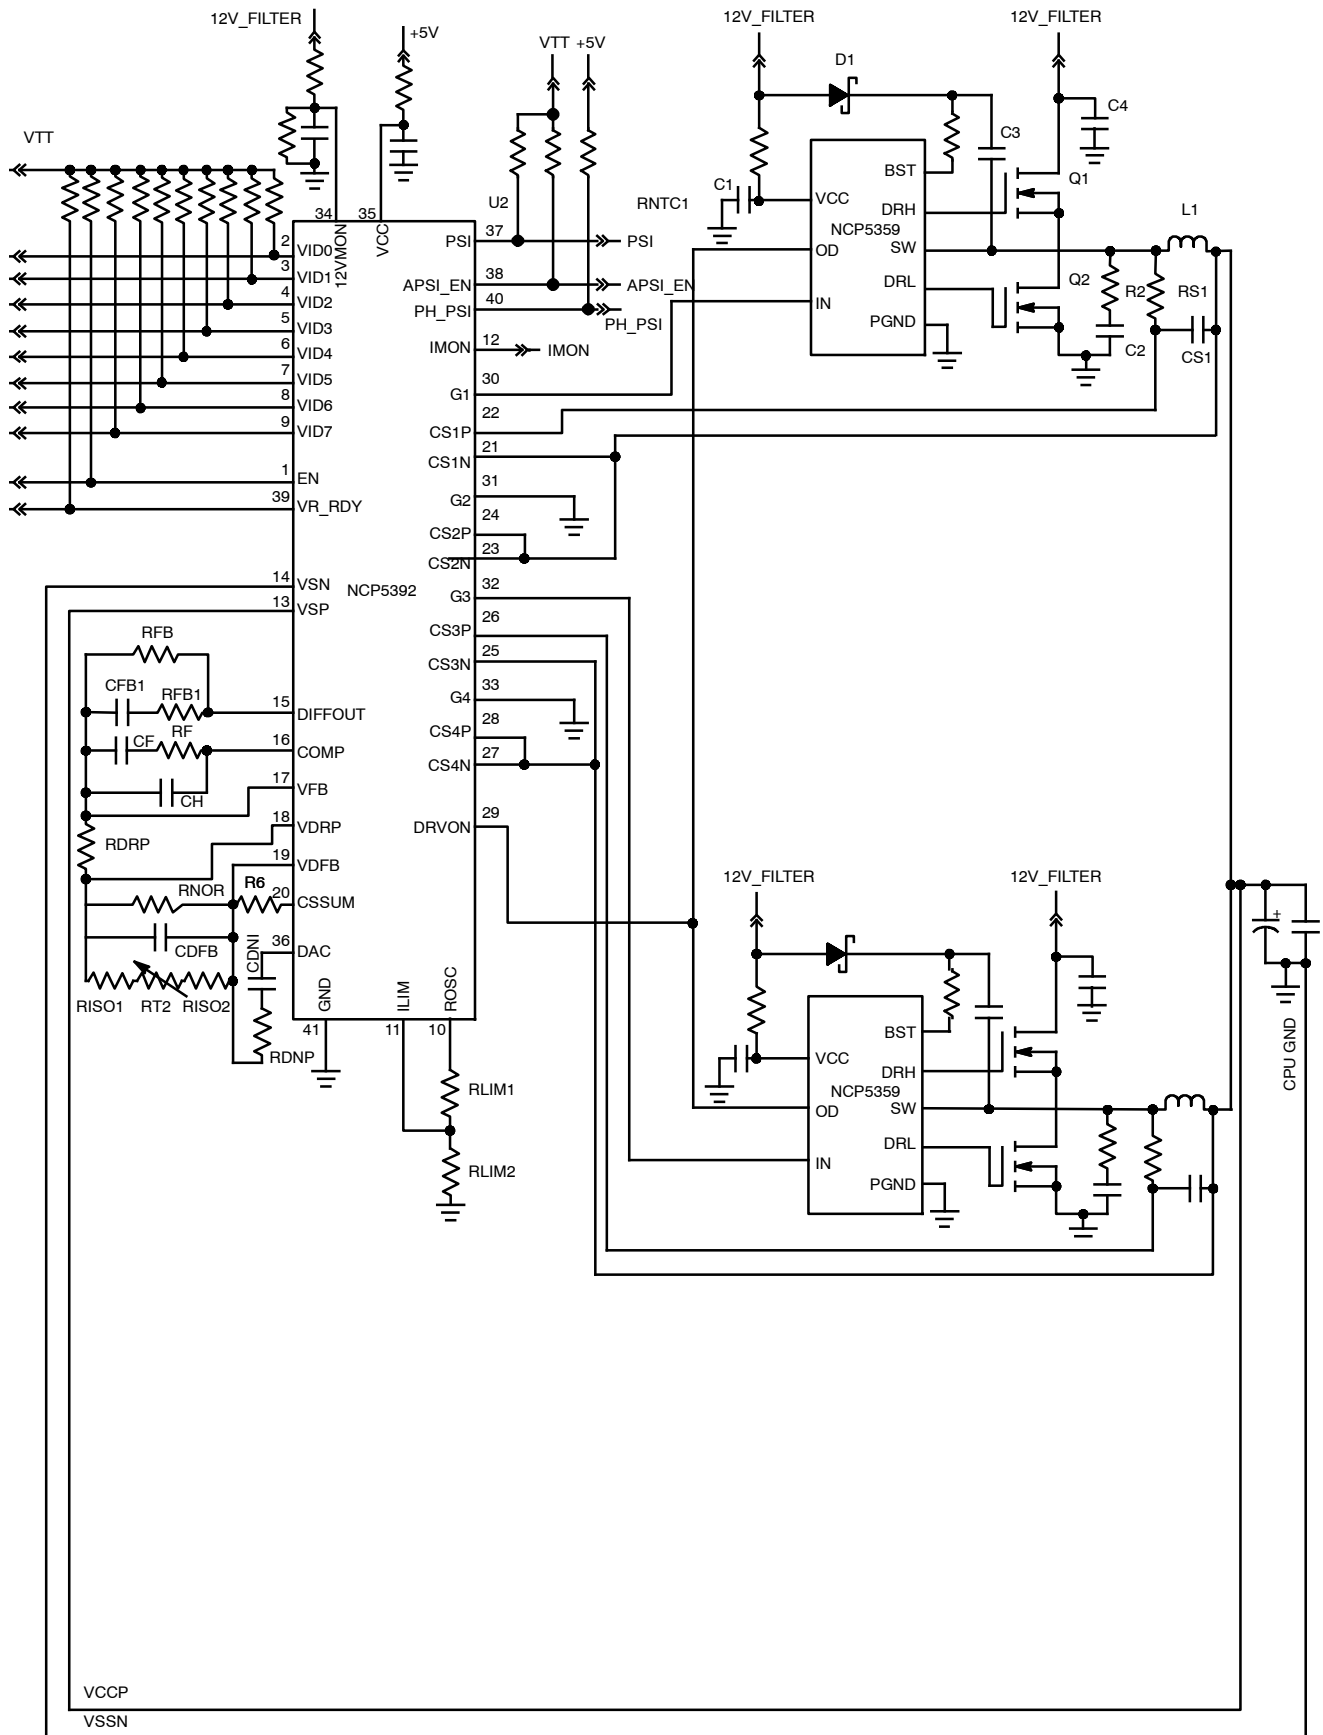 12V_FILTER
+5V
VTT +5V
12V_FILTER
12V_FILTER
D1
C4
C3
VTT
BST
Q1
C1
U2
RNTC1
VCC
DRH
L1
34
35
NCP5359
12VMON
VCC
2
VID0
PSI
37
PSI
OD
SW
3
VID1
38
APSI_EN
APSI_EN
DRL
Q2
R2
RS1
4
VID2
40
PH_PSI
PH_PSI
IN
PGND
5
VID3
12
IMON
IMON
C2
CS1
6
VID4
7
VID5
30
G1
8
VID6
22
CS1P
9
VID7
21
CS1N
1
EN
31
G2
39
VR_RDY
24
CS2P
23
CS2N
14
VSN
NCP5392
32
G3
13
VSP
26
CS3P
RFB
25
CS3N
CFB1
RFB1
33
G4
15
DIFFOUT
28
CS4P
CF
RF
16
COMP
27
CS4N
17
VFB
CH
18
VDRP
29
DRVON
RDRP
19
VDFB
RNOR
R6
20
CSSUM
12V_FILTER
12V_FILTER
+
36
DAC
CDFB
CDNI
RISO1
RT2
RISO2
GND
ILIM
ROSC
41
11
10
RDNP
BST
VCC
DRH
CPU GND
NCP5359
RLIM1
OD
SW
DRL
RLIM2
IN
PGND
VCCP
VSSN